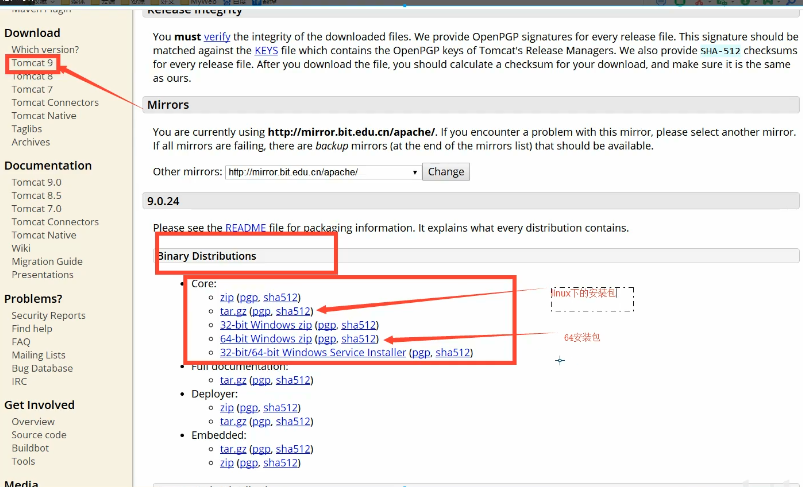 Download
Which version?
Tomcat 9
Tomcat 8
Tomcat 7
Tomcat Connectors
Tomcat Native
Taglibs
Archives
Documentation
Tomcat 9.0
Tomcat 8.5
Tomcat 7.0
Tomcat Connectors
Tomcat Native
Wiki
Migration Guide
Presentations
Problems?
Security Reports
Find help
FAQ
Mailing Lists
Bug Database
IRC
Get Involved
Overview
Source code
Buildbot
Tools
Media
Release Integrity
You must verify the integrity of the downloaded files. We provide OpenPGP signatures for every release file. This signature should be
matched against the KEYS file which contains the OpenPGP keys of Tomcat's Release Managers. We also provide SHA-512 checksums
for every release file. After you download the file, you should calculate a checksum for your download, and make sure it is the same
as ours.
Mirrors
You are currently using http://mirror.bit.edu.cn/apache/. If you encounter a problem with this mirror, please select another mirror.
If all mirrors are failing, there are backup mirrors (at the end of the mirrors list) that should be available.
Other mirrors: http://mirror.bit.edu.cn/apache/ Change
9.0.24
Please see the README file for packaging information. It explains what every distribution contains.
Binary Distributions
Core:
zip (pgp, sha512)
tar.gz (pgp, sha512)
32-bit Windows zip (pgp, sha512)
64-bit Windows zip (pgp, sha512)
32-bit/64-bit Windows Service Installer (pgp, sha512)
Full documentation:
tar.gz (pgp, sha512)
Deployer:
zip (pgp, sha512)
tar.gz (pgp, sha512)
Embedded:
tar.gz (pgp, sha512)
zip (pgp, sha512)
linux下的安装包
64安装包